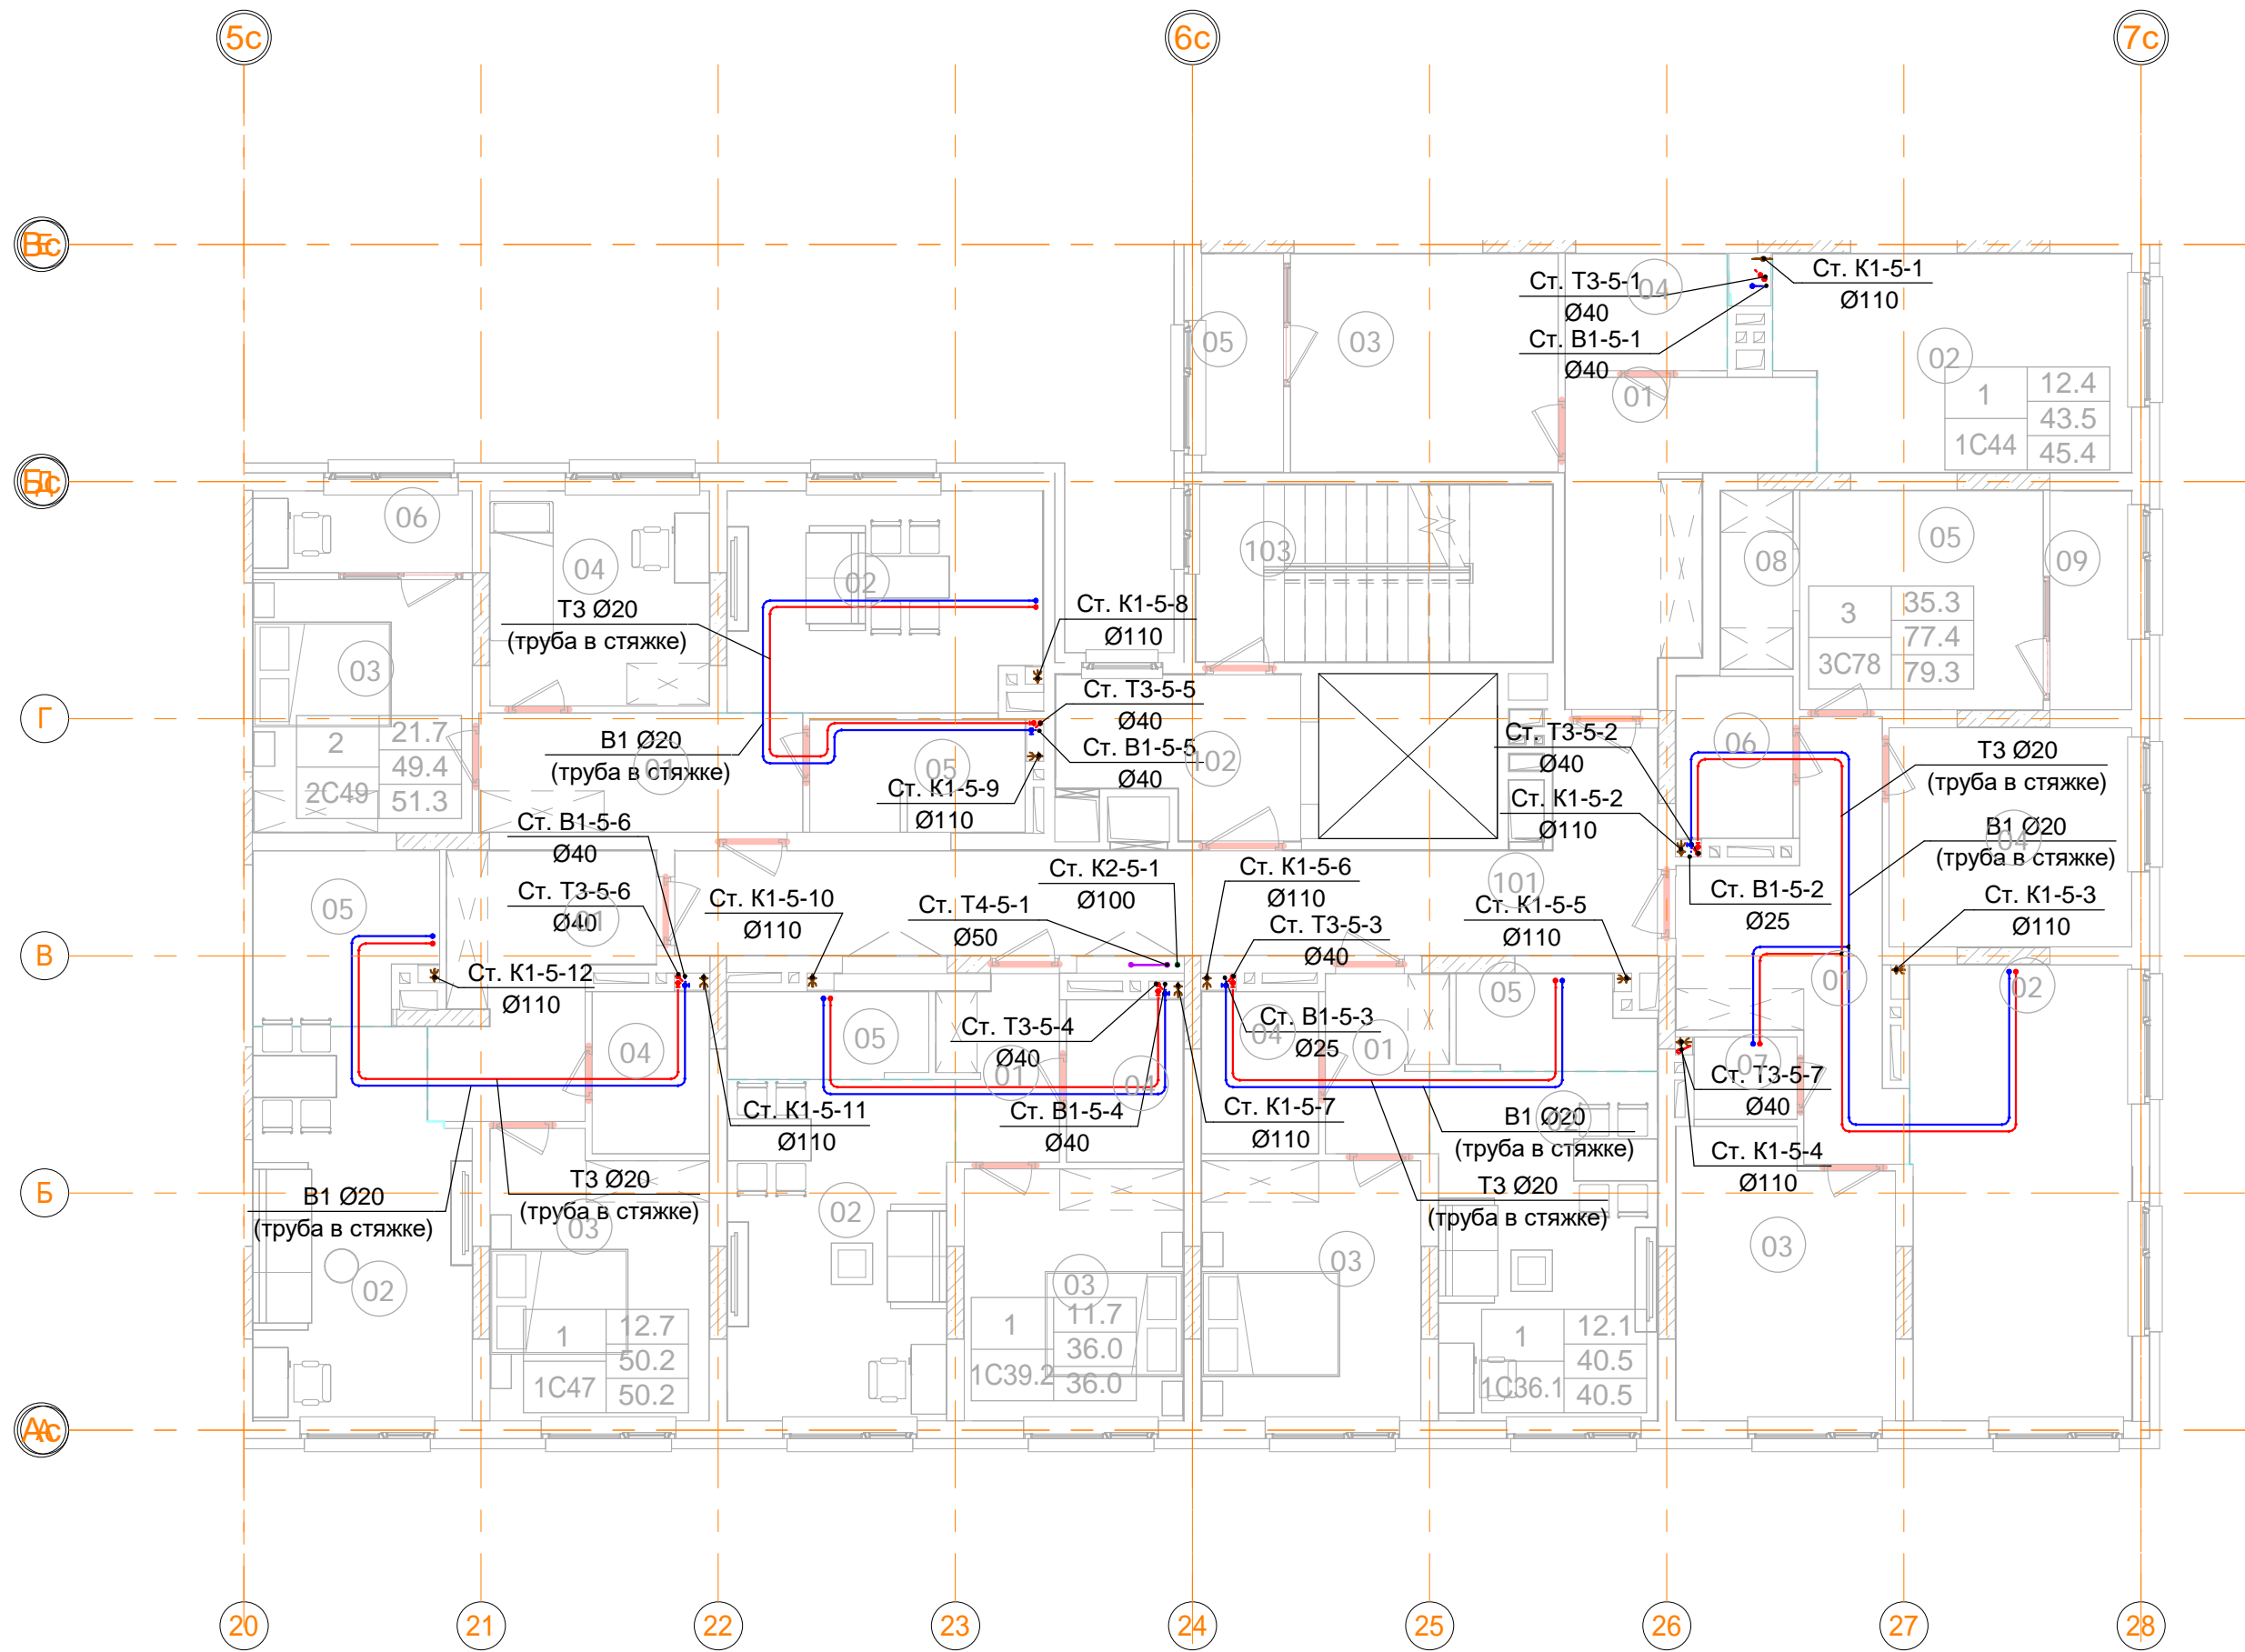 5с
6с
7с
Ст. К1-5-1
Ø110
Ст. Т3-5-1
Ø40
04
Ст. В1-5-1
Ø40
05
03
02
01
1
1С44
12.4
43.5
45.4
06
04
02
103
08
05
09
Т3 Ø20
(труба в стяжке)
Ст. К1-5-8
Ø110
3
3С78
35.3
77.4
79.3
03
Ст. Т3-5-5
Ø40
Г
2
2С49
21.7
49.4
51.3
В1 Ø20
(труба в стяжке)
01
05
Ст. В1-5-5
Ø40
102
Ст. Т3-5-2
Ø40
06
Т3 Ø20
(труба в стяжке)
Ст. К1-5-9
Ø110
Ст. К1-5-2
Ø110
Ст. В1-5-6
Ø40
В1 Ø20
(труба в стяжке)
04
Ст. К2-5-1
Ø100
Ст. К1-5-6
Ø110
101
Ст. Т3-5-6
Ø40
01
05
Ст. К1-5-10
Ø110
Ст. Т4-5-1
Ø50
Ст. Т3-5-3
Ø40
Ст. К1-5-5
Ø110
Ст. В1-5-2
Ø25
Ст. К1-5-3
Ø110
В
Ст. К1-5-12
Ø110
05
01
02
04
05
Ст. Т3-5-4
Ø40
Ст. В1-5-3
Ø25
04
01
07
01
04
Ст. Т3-5-7
Ø40
Ст. К1-5-11
Ø110
Ст. В1-5-4
Ø40
Ст. К1-5-7
Ø110
В1 Ø20
(труба в стяжке)
02
Ст. К1-5-4
Ø110
Б
В1 Ø20
(труба в стяжке)
Т3 Ø20
(труба в стяжке)
03
02
Т3 Ø20
(труба в стяжке)
03
02
03
03
1
1С47
12.7
50.2
50.2
1
1С39.2
11.7
36.0
36.0
1
1С36.1
12.1
40.5
40.5
20
21
22
23
24
25
26
27
28